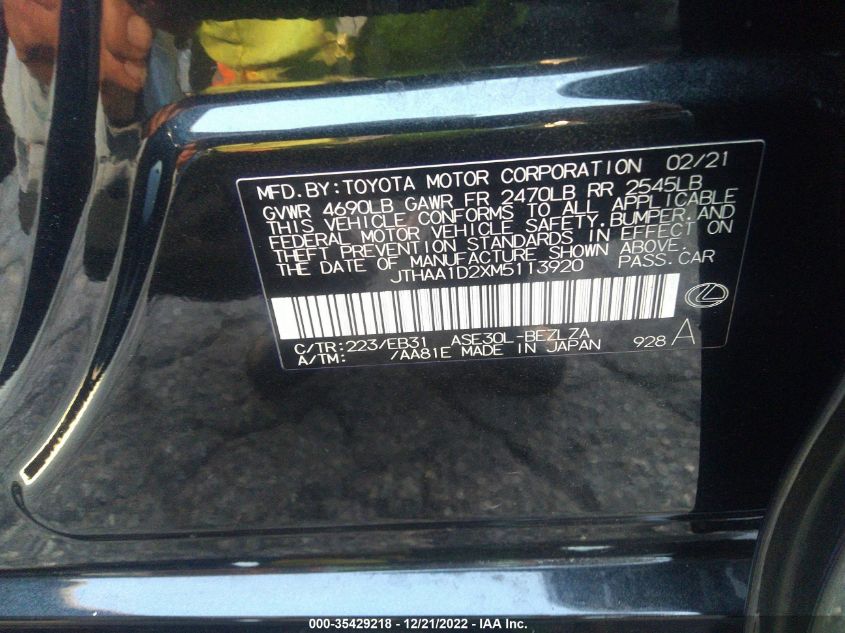 MFD.BY:TOYOTA MOTOR CORPORATION 02/21
GVWR 4690LB GAWR FR 2470LB RR 2545LB
THIS VEHICLE CONFORMS TO ALL APPLICABLE
FEDERAL MOTOR VEHICLE SAFETY,BUMPER,AND
THEFT PREVENTION STANDARDS IN EFFECT ON
THE DATE OF MANUFACTURE SHOWN ABOVE.
JTHAA1D2XM5113920 PASS.CAR
C/TR:223/EB31 ASE30L-BEZLZA
A/TM: /AA81E MADE IN JAPAN 928 A
000-35429218 - 12/21/2022 - IAA Inc.